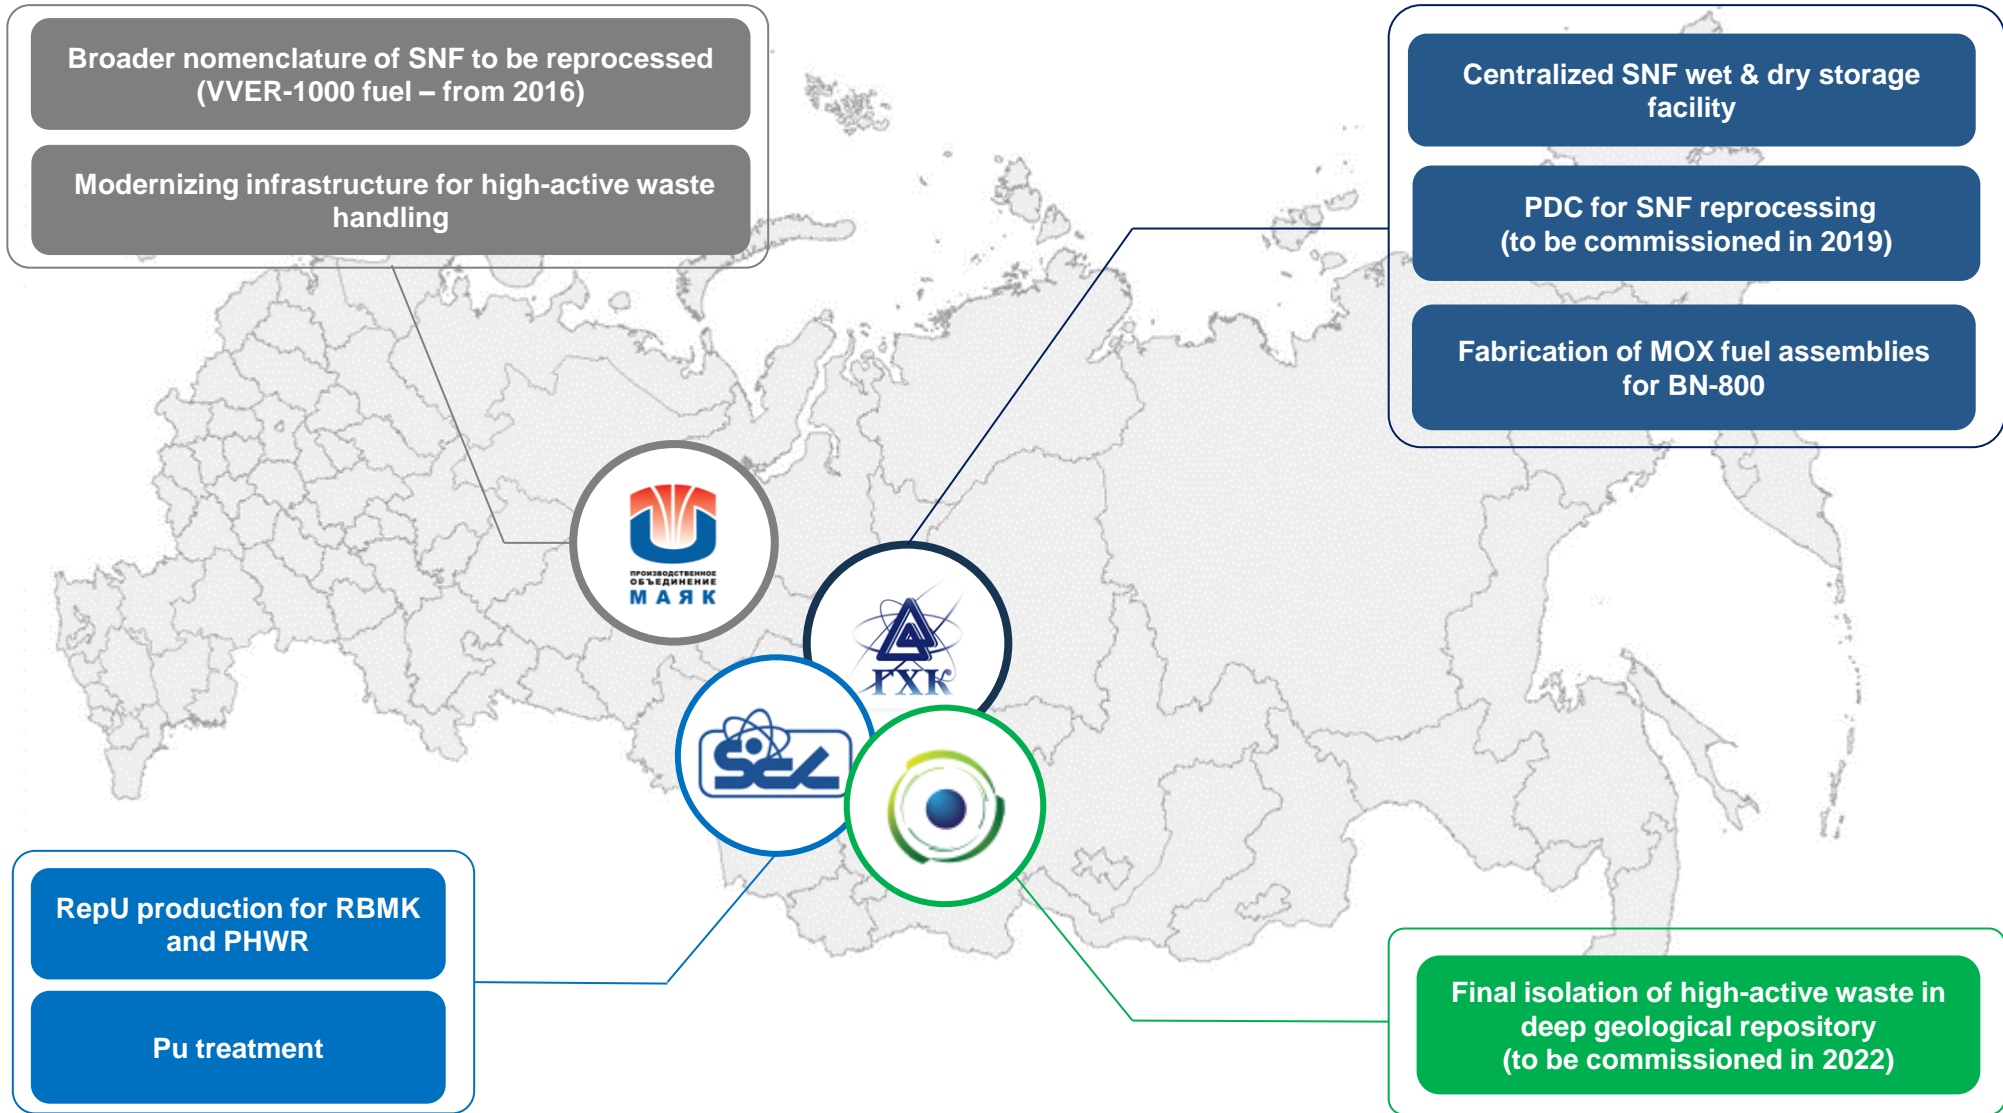 Broader nomenclature of SNF to be reprocessed
(VVER-1000 fuel – from 2016)
Modernizing infrastructure for high-active waste
handling
Centralized SNF wet & dry storage
facility
PDC for SNF reprocessing
(to be commissioned in 2019)
Fabrication of MOX fuel assemblies
for BN-800
ПРОИЗВОДСТВЕННОЕ
ОБЪЕДИНЕНИЕ
МАЯК
ГХК
RepU production for RBMK
and PHWR
Pu treatment
Final isolation of high-active waste in
deep geological repository
(to be commissioned in 2022)